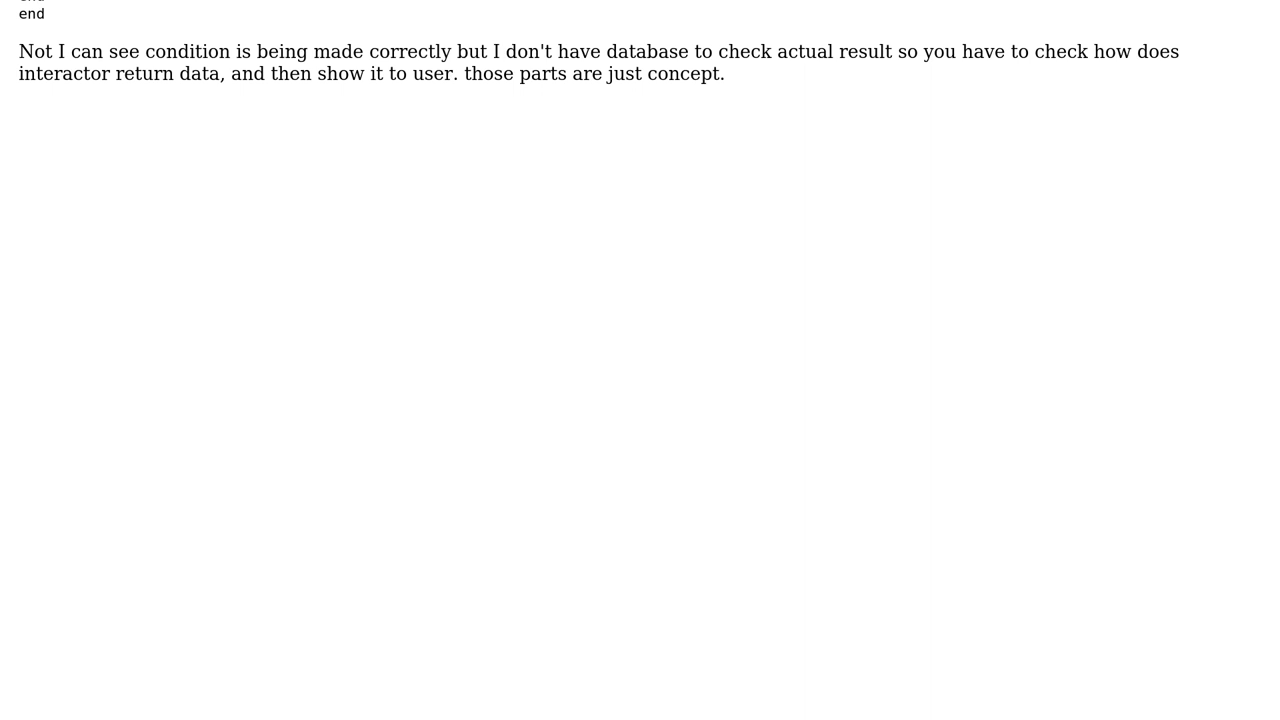 end
Not I can see condition is being made correctly but I don't have database to check actual result so you have to check how does
interactor return data, and then show it to user. those parts are just concept.